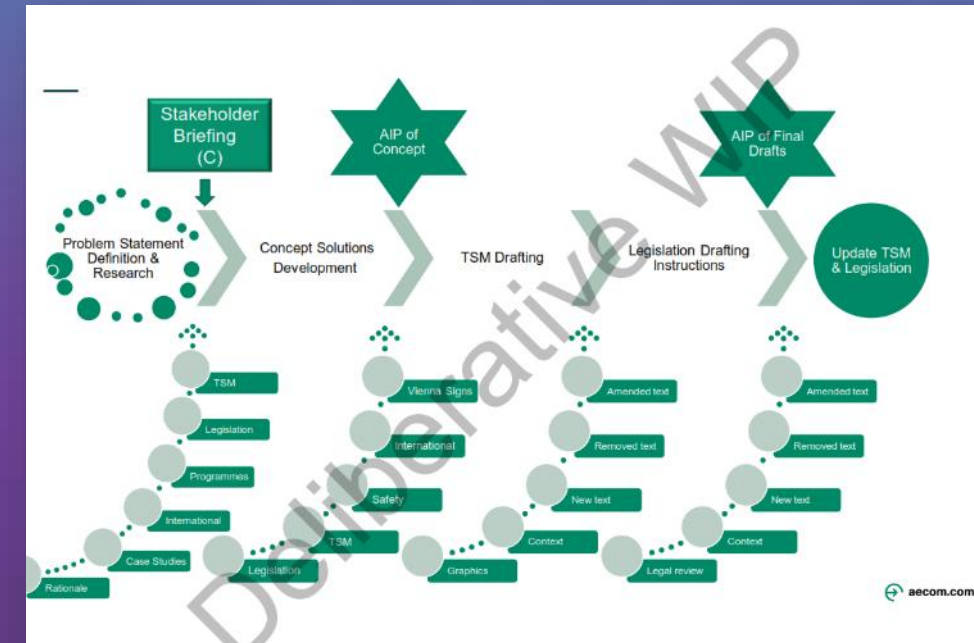 Stakeholder
Briefing
(C)
AIP of
Concept
AIP of Final
Drafts
Problem Statement
Definition &
Research
Concept Solutions
Development
TSM Drafting
Legislation Drafting
Instructions
Update TSM
& Legislation
TSM
Legislation
Programmes
International
Case Studies
Rationale
Vienna Signs
International
Safety
TSM
Legislation
Amended text
Removed text
New text
Context
Graphics
Amended text
Removed text
New text
Context
Legal review
Deliberative WIP
aecom.com